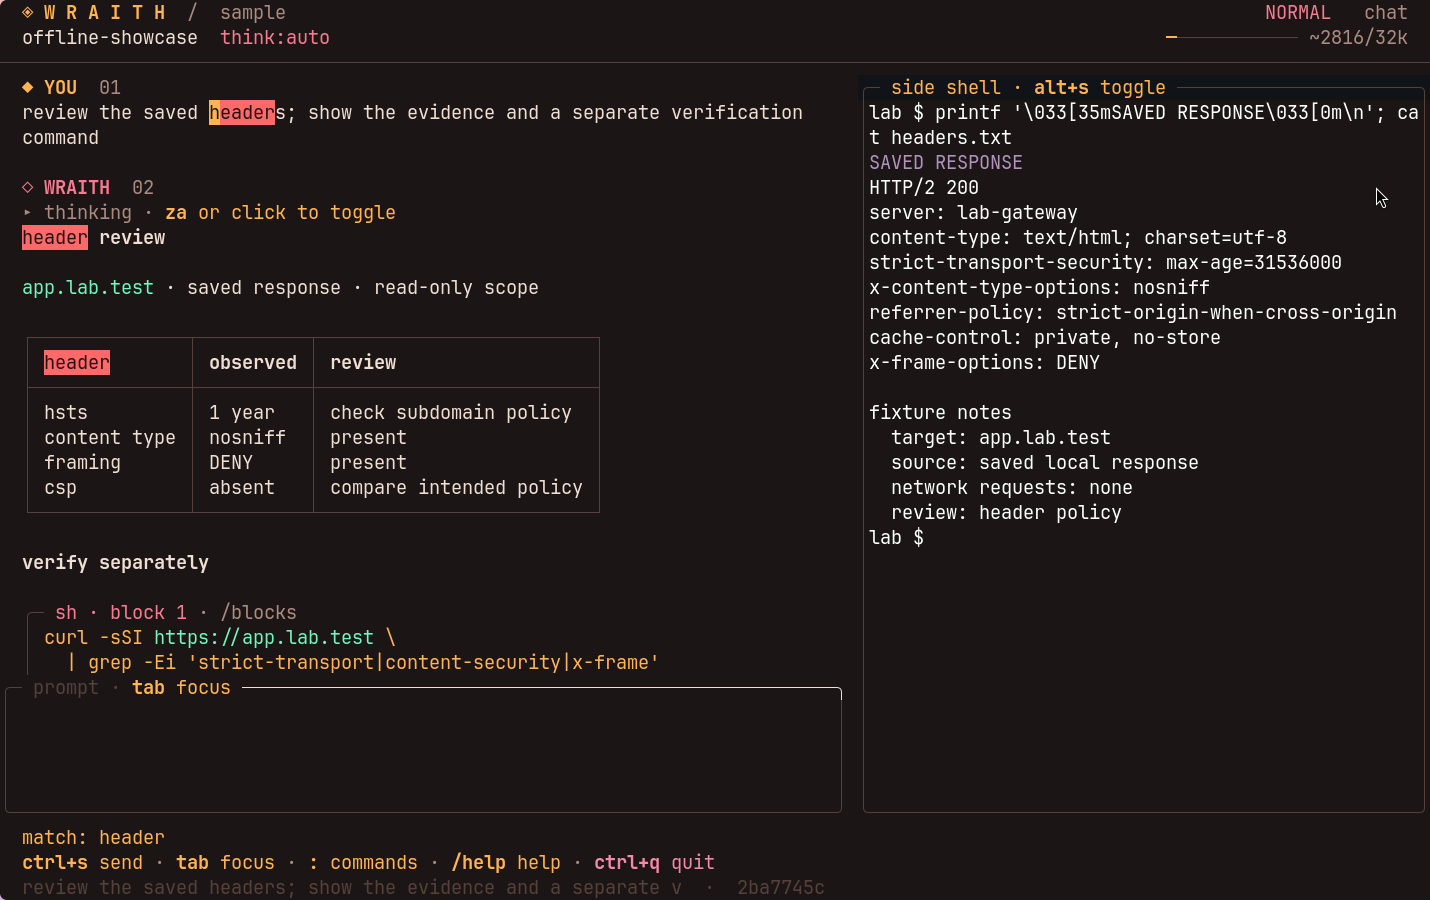 ◈ W R A I T H / sample
NORMAL chat
offline-showcase think:auto
~2816/32k
◆ YOU 01
review the saved headers; show the evidence and a separate verification
command
◇ WRAITH 02
▸ thinking · za or click to toggle
header review
app.lab.test · saved response · read-only scope
header observed review
hsts 1 year check subdomain policy
content type nosniff present
framing DENY present
csp absent compare intended policy
verify separately
sh · block 1 · /blocks
curl -sSI https://app.lab.test \
| grep -Ei 'strict-transport|content-security|x-frame'
prompt · tab focus
side shell · alt+s toggle
lab $ printf '\033[35mSAVED RESPONSE\033[0m\n'; ca
t headers.txt
SAVED RESPONSE
HTTP/2 200
server: lab-gateway
content-type: text/html; charset=utf-8
strict-transport-security: max-age=31536000
x-content-type-options: nosniff
referrer-policy: strict-origin-when-cross-origin
cache-control: private, no-store
x-frame-options: DENY
fixture notes
target: app.lab.test
source: saved local response
network requests: none
review: header policy
lab $
match: header
ctrl+s send · tab focus · : commands · /help help · ctrl+q quit
review the saved headers; show the evidence and a separate v · 2ba7745c